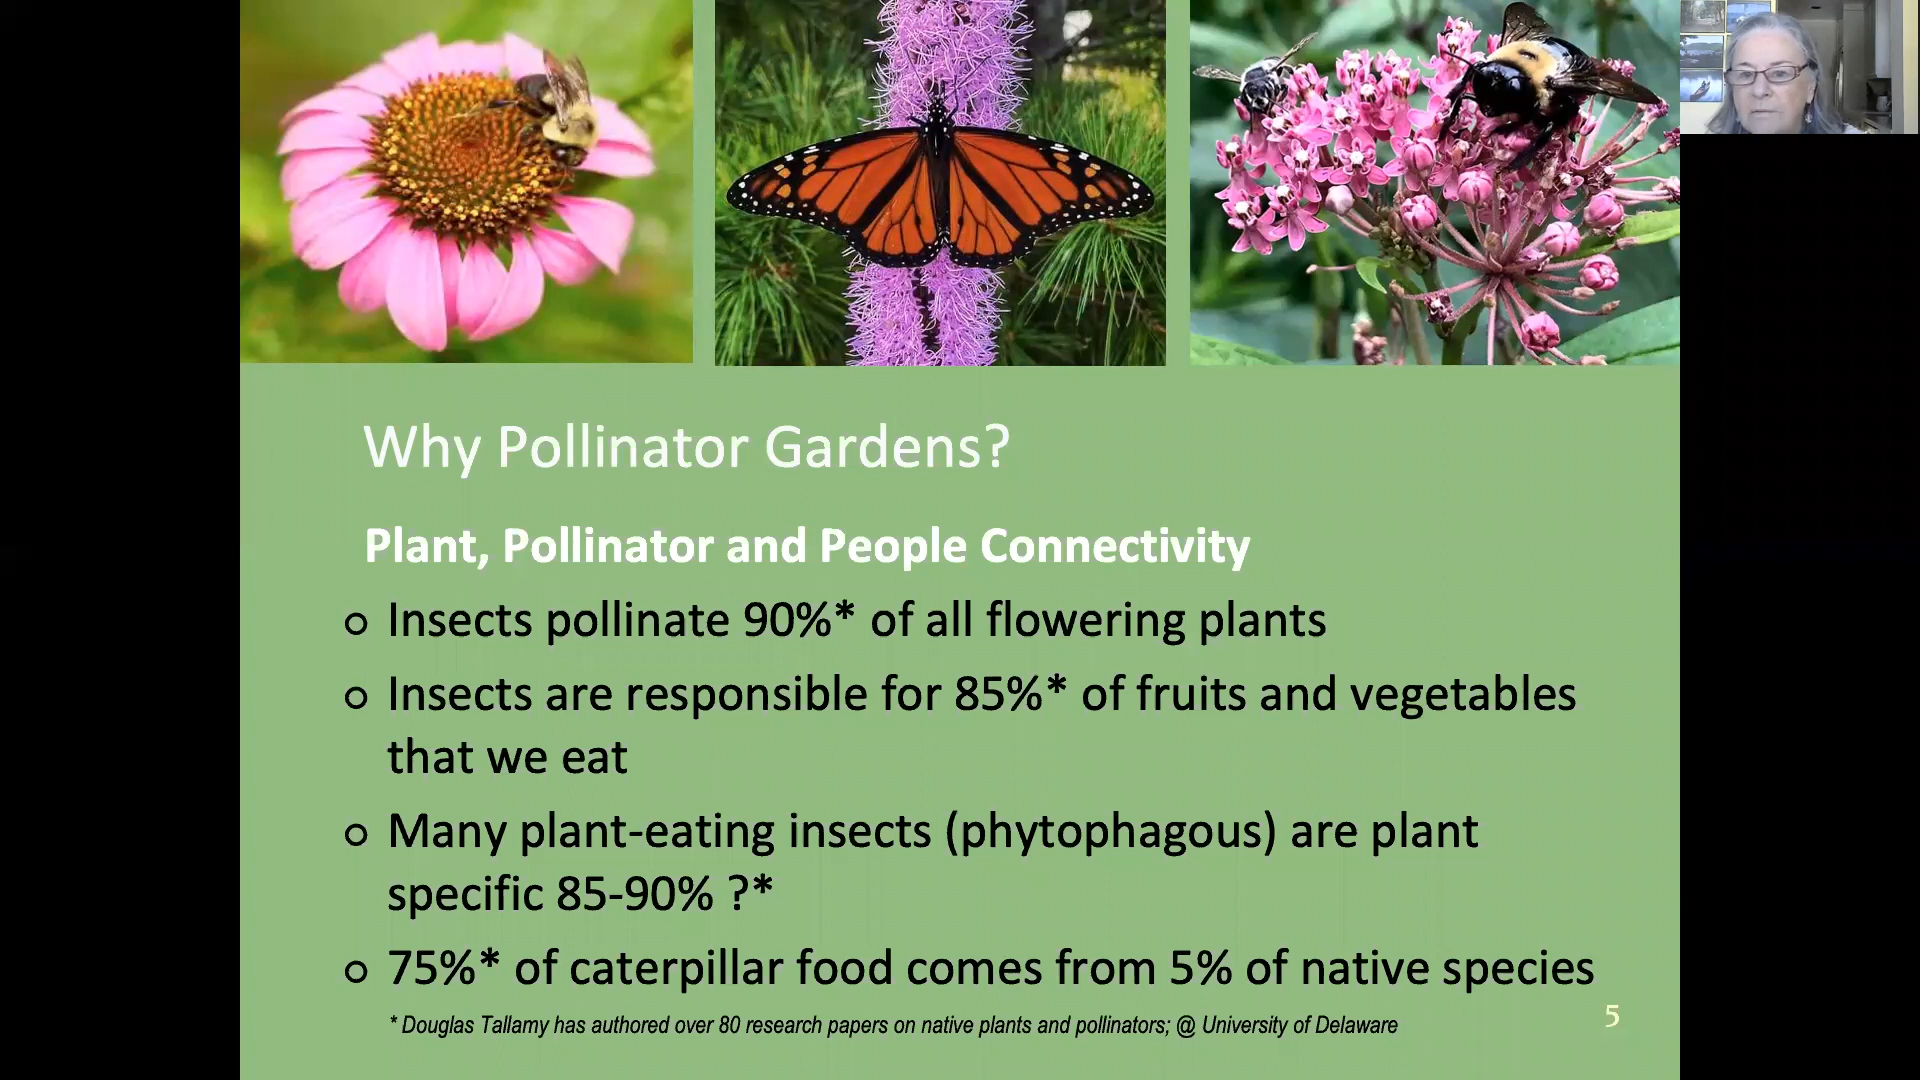 Why Pollinator Gardens?
Plant, Pollinator and People Connectivity
Insects pollinate 90%* of all flowering plants
Insects are responsible for 85%* of fruits and vegetables
that we eat
Many plant-eating insects (phytophagous) are plant
specific 85-90% ?*
75%* of caterpillar food comes from 5% of native species
* Douglas Tallamy has authored over 80 research papers on native plants and pollinators; @ University of Delaware
5